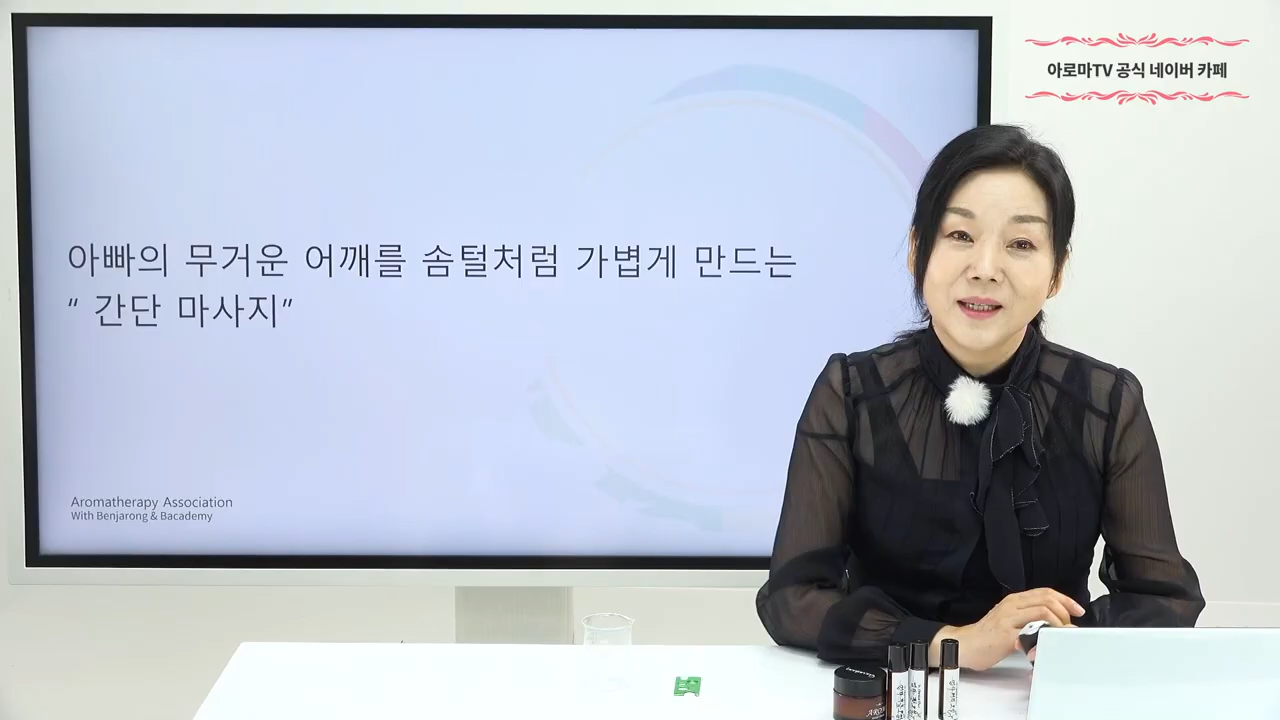 아로마TV 공식 네이버 카페
아빠의 무거운 어깨를 솜털처럼 가볍게 만드는
“ 간단 마사지”
Aromatherapy Association
With Benjarong & Bacademy